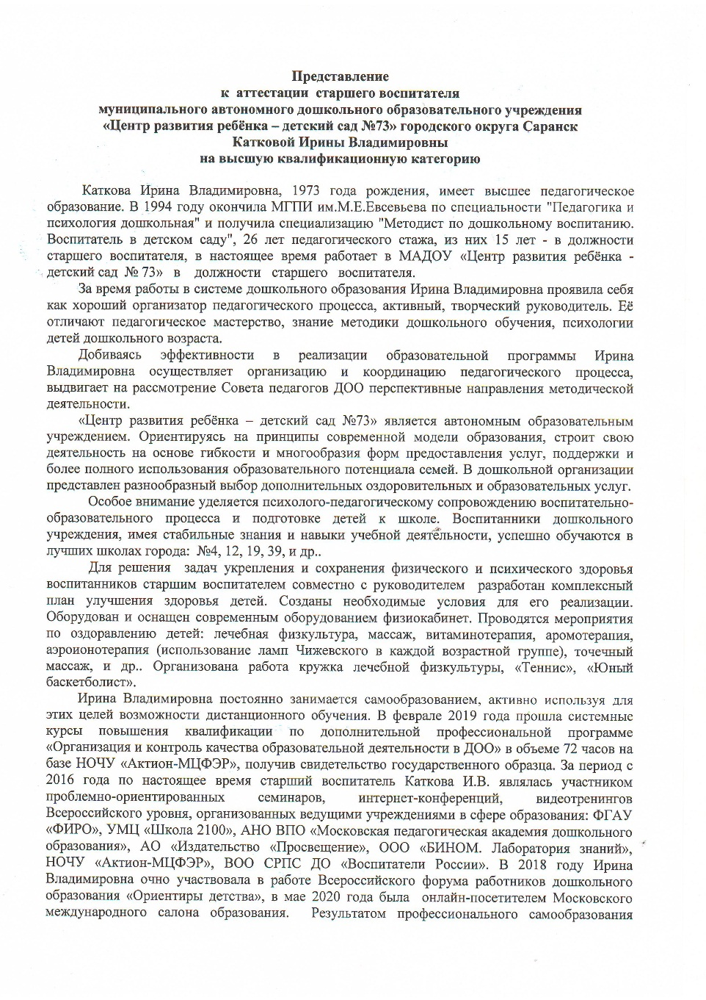 Представление
к аттестации старшего воспитателя
муниципального автономного дошкольного образовательного учреждения
«Центр развития ребёнка – детский сад №73» городского округа Саранск
Катковой Ирины Владимировны
на высшую квалификационную категорию
Каткова Ирина Владимировна, 1973 года рождения, имеет высшее педагогическое
образование. В 1994 году окончила МГПИ им.М.Е.Евсевьева по специальности "Педагогика и
психология дошкольная" и получила специализацию "Методист по дошкольному воспитанию.
Воспитатель в детском саду", 26 лет педагогического стажа, из них 15 лет - в должности
старшего воспитателя, в настоящее время работает в МАДОУ «Центр развития ребёнка -
детский сад № 73» в должности старшего воспитателя.
За время работы в системе дошкольного образования Ирина Владимировна проявила себя
как хороший организатор педагогического процесса, активный, творческий руководитель. Её
отличают педагогическое мастерство, знание методики дошкольного обучения, психологии
детей дошкольного возраста.
Добиваясь эффективности в реализации образовательной программы Ирина
Владимировна осуществляет организацию и координацию педагогического процесса,
выдвигает на рассмотрение Совета педагогов ДОО перспективные направления методической
деятельности.
«Центр развития ребёнка – детский сад №73» является автономным образовательным
учреждением. Ориентируясь на принципы современной модели образования, строит свою
деятельность на основе гибкости и многообразия форм предоставления услуг, поддержки и
более полного использования образовательного потенциала семей. В дошкольной организации
представлен разнообразный выбор дополнительных оздоровительных и образовательных услуг.
Особое внимание уделяется психолого-педагогическому сопровождению воспитательно-
образовательного процесса и подготовке детей к школе. Воспитанники дошкольного
учреждения, имея стабильные знания и навыки учебной деятельности, успешно обучаются в
лучших школах города: №4, 12, 19, 39, и др..
Для решения задач укрепления и сохранения физического и психического здоровья
воспитанников старшим воспитателем совместно с руководителем разработан комплексный
план улучшения здоровья детей. Созданы необходимые условия для его реализации.
Оборудован и оснащен современным оборудованием физиокабинет. Проводятся мероприятия
по оздоравлению детей: лечебная физкультура, массаж, витаминотерапия, аромотерапия,
аэроионотерапия (использование ламп Чижевского в каждой возрастной группе), точечный
массаж, и др.. Организована работа кружка лечебной физкультуры, «Теннис», «Юный
баскетболист».
Ирина Владимировна постоянно занимается самообразованием, активно используя для
этих целей возможности дистанционного обучения. В феврале 2019 года прошла системные
курсы повышения квалификации по дополнительной профессиональной программе
«Организация и контроль качества образовательной деятельности в ДОО» в объеме 72 часов на
базе НОЧУ «Актион-МЦФЭР», получив свидетельство государственного образца. За период с
2016 года по настоящее время старший воспитатель Каткова И.В. являлась участником
проблемно-ориентированных семинаров, интернет-конференций, видеотренингов
Всероссийского уровня, организованных ведущими учреждениями в сфере образования: ФГАУ
«ФИРО», УМЦ «Школа 2100», АНО ВПО «Московская педагогическая академия дошкольного
образования», АО «Издательство «Просвещение», ООО «БИНОМ. Лаборатория знаний»,
НОЧУ «Актион-МЦФЭР», ВОО СРПС ДО «Воспитатели России». В 2018 году Ирина
Владимировна очно участвовала в работе Всероссийского форума работников дошкольного
образования «Ориентиры детства», в мае 2020 года была онлайн-посетителем Московского
международного салона образования. Результатом профессионального самообразования